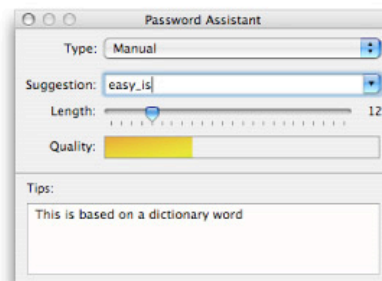 Password Assistant
Type: Manual
Suggestion: easy_is
Length: 12
Quality:
Tips:
This is based on a dictionary word